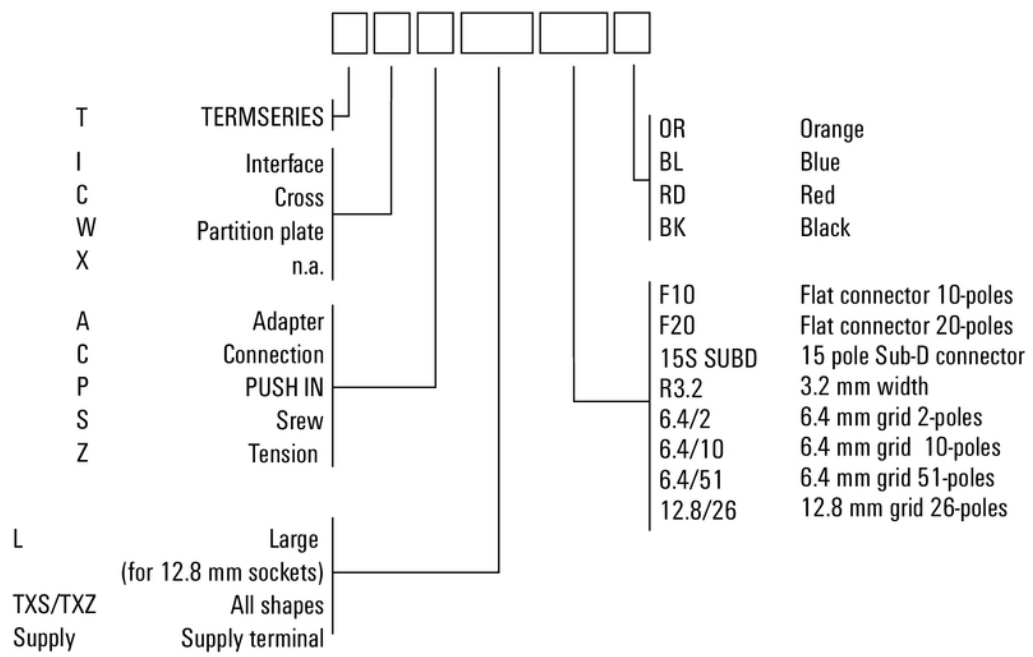 T TERMSERIES
I Interface
C Cross
W Partition plate
X n.a.
A Adapter
C Connection
P PUSH IN
S Srew
Z Tension
L Large
(for 12.8 mm sockets)
TXS/TXZ All shapes
Supply Supply terminal
OR Orange
BL Blue
RD Red
BK Black
F10 Flat connector 10-poles
F20 Flat connector 20-poles
15S SUBD 15 pole Sub-D connector
R3.2 3.2 mm width
6.4/2 6.4 mm grid 2-poles
6.4/10 6.4 mm grid 10-poles
6.4/51 6.4 mm grid 51-poles
12.8/26 12.8 mm grid 26-poles